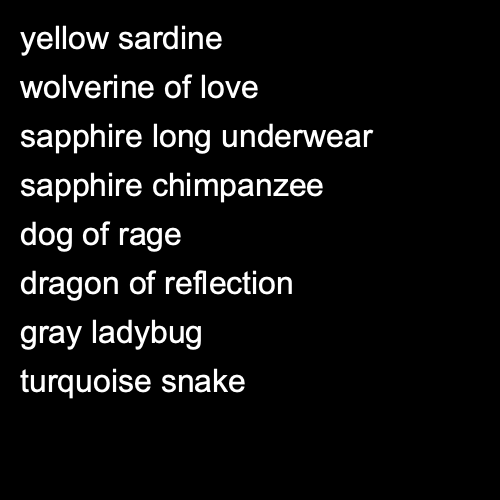 yellow sardine
wolverine of love
sapphire long underwear
sapphire chimpanzee
dog of rage
dragon of reflection
gray ladybug
turquoise snake